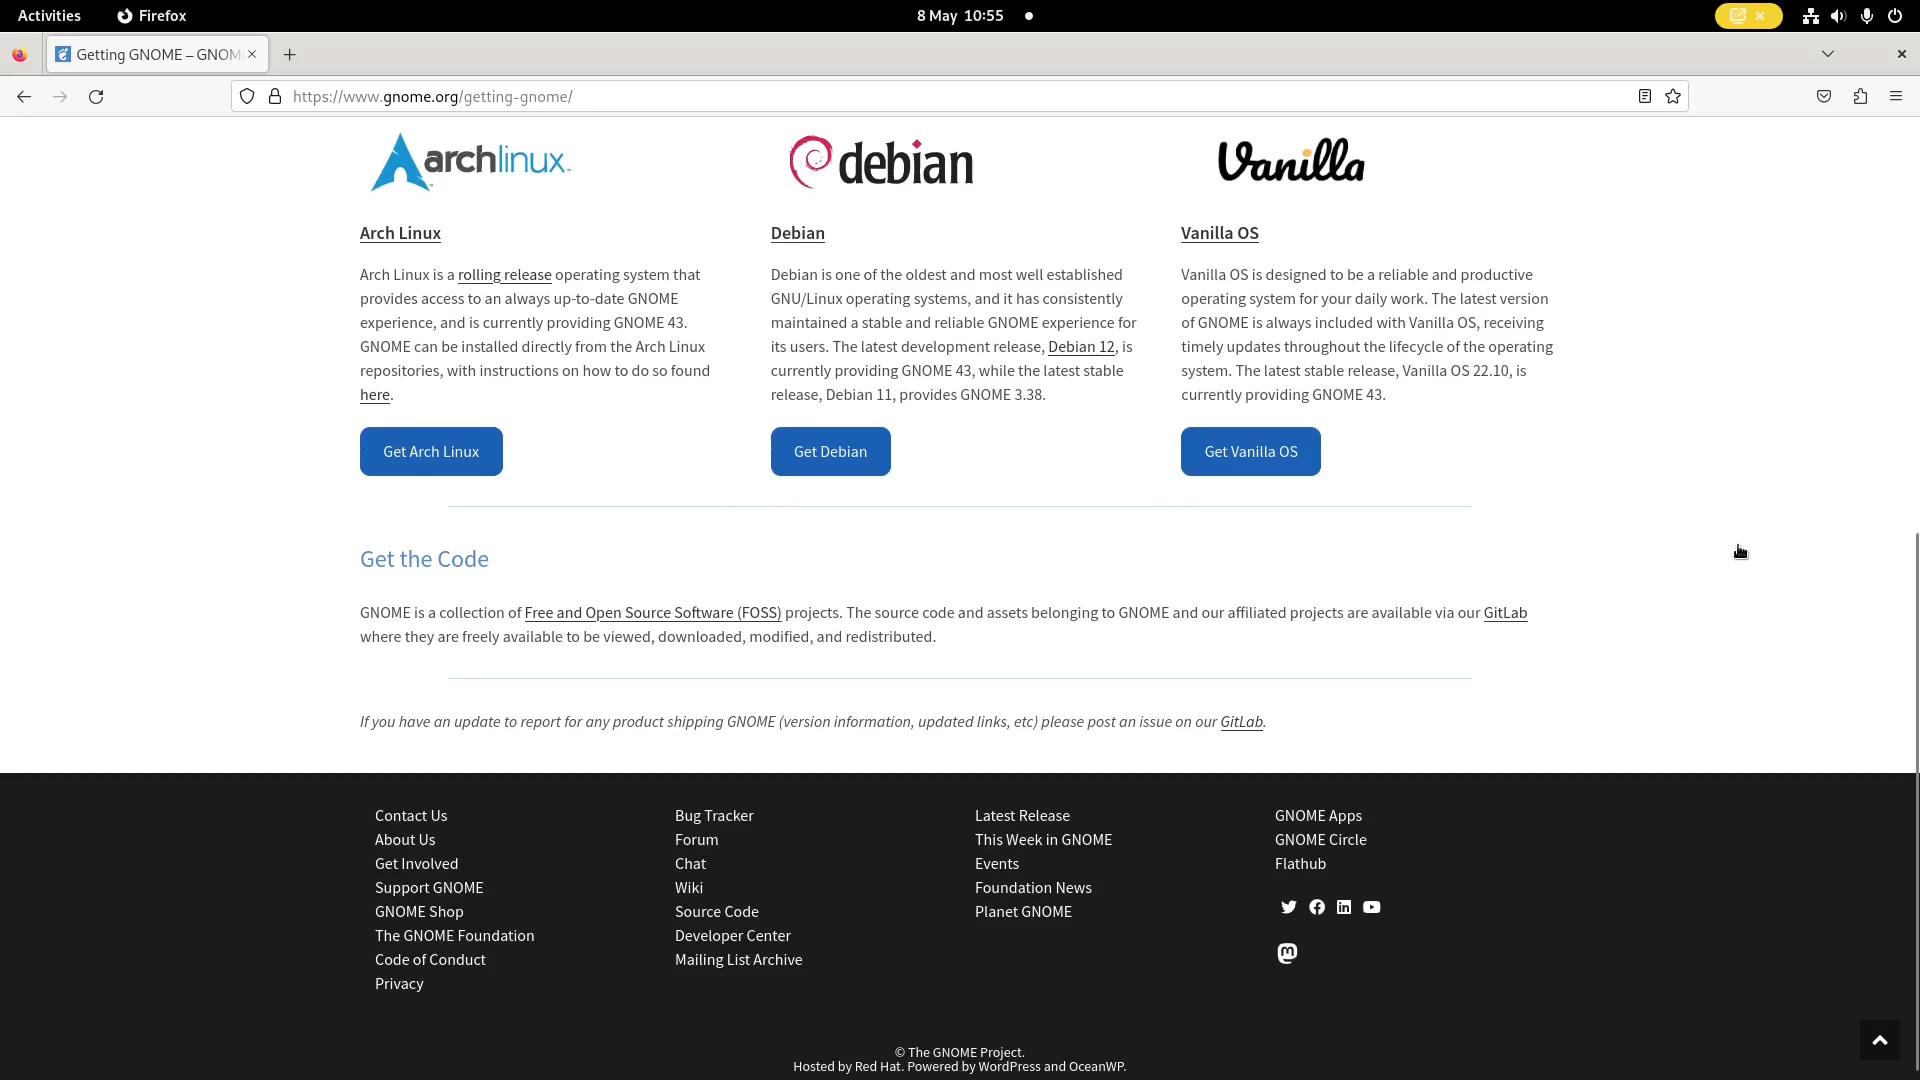 Activities
Firefox
8 May 10:55
Getting GNOME – GNOM
https://www.gnome.org/getting-gnome/
archlinux
debian
Vanilla
Arch Linux
Arch Linux is a rolling release operating system that
provides access to an always up-to-date GNOME
experience, and is currently providing GNOME 43.
GNOME can be installed directly from the Arch Linux
repositories, with instructions on how to do so found
here.
Get Arch Linux
Debian
Debian is one of the oldest and most well established
GNU/Linux operating systems, and it has consistently
maintained a stable and reliable GNOME experience for
its users. The latest development release, Debian 12, is
currently providing GNOME 43, while the latest stable
release, Debian 11, provides GNOME 3.38.
Get Debian
Vanilla OS
Vanilla OS is designed to be a reliable and productive
operating system for your daily work. The latest version
of GNOME is always included with Vanilla OS, receiving
timely updates throughout the lifecycle of the operating
system. The latest stable release, Vanilla OS 22.10, is
currently providing GNOME 43.
Get Vanilla OS
Get the Code
GNOME is a collection of Free and Open Source Software (FOSS) projects. The source code and assets belonging to GNOME and our affiliated projects are available via our GitLab
where they are freely available to be viewed, downloaded, modified, and redistributed.
If you have an update to report for any product shipping GNOME (version information, updated links, etc) please post an issue on our GitLab.
Contact Us
About Us
Get Involved
Support GNOME
GNOME Shop
The GNOME Foundation
Code of Conduct
Privacy
Bug Tracker
Forum
Chat
Wiki
Source Code
Developer Center
Mailing List Archive
Latest Release
This Week in GNOME
Events
Foundation News
Planet GNOME
GNOME Apps
GNOME Circle
Flathub
© The GNOME Project.
Hosted by Red Hat. Powered by WordPress and OceanWP.